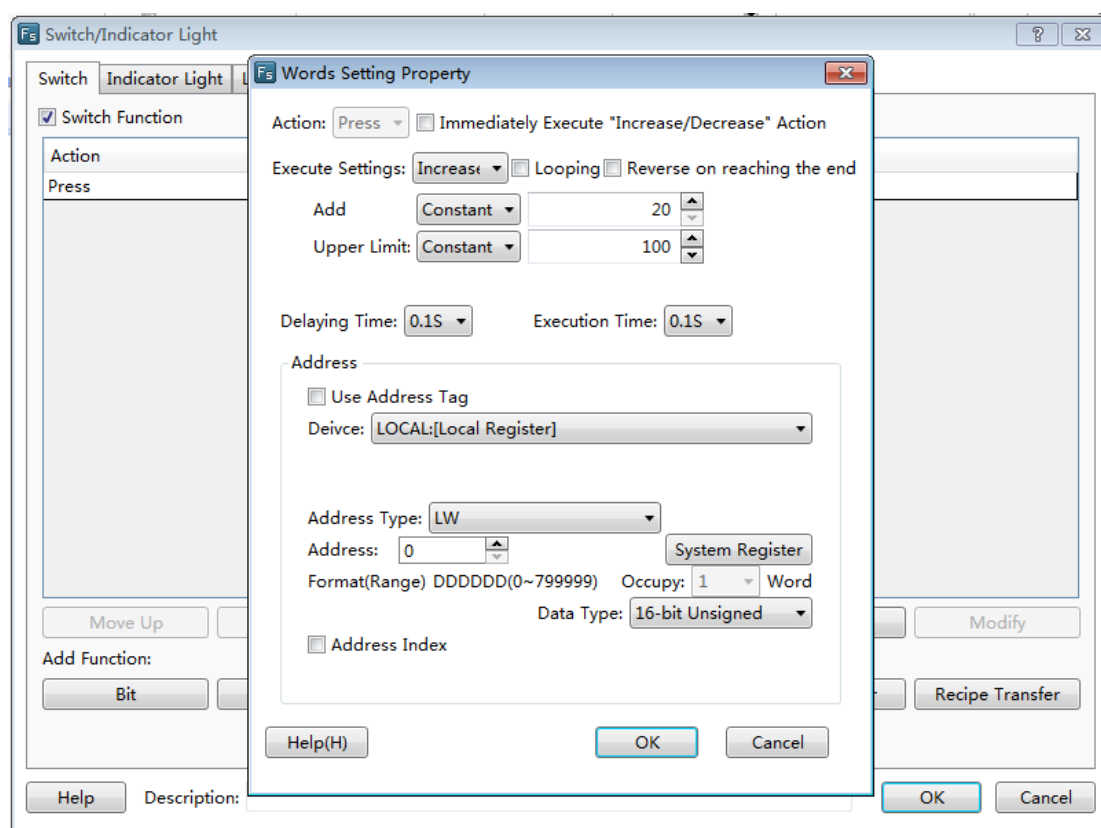 Fs Switch/Indicator Light
Switch Indicator Light
Switch Function
Action
Press
Move Up Modify
Add Function:
Bit Recipe Transfer
Help Description: OK Cancel
Fs Words Setting Property
Action: Press Immediately Execute "Increase/Decrease" Action
Execute Settings: Increase Looping Reverse on reaching the end
Add Constant 20
Upper Limit: Constant 100
Delaying Time: 0.1S Execution Time: 0.1S
Address
Use Address Tag
Deivce: LOCAL:[Local Register]
Address Type: LW
Address: 0 System Register
Format(Range) DDDDDD(0~799999) Occupy: 1 Word
Data Type: 16-bit Unsigned
Address Index
Help(H) OK Cancel